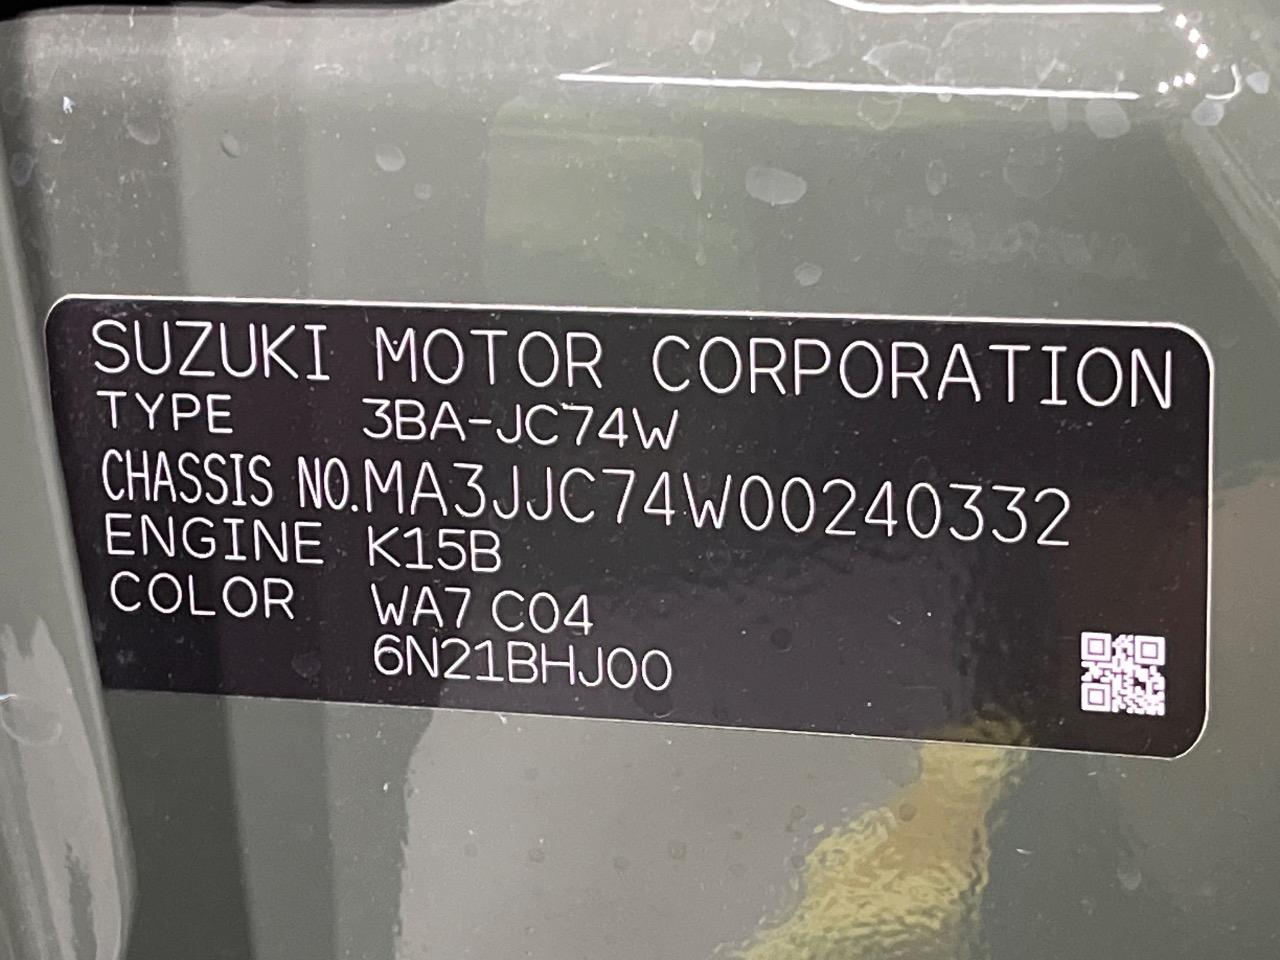 SUZUKI MOTOR CORPORATION
TYPE 3BA-JC74W
CHASSIS NO.MA3JJC74W00240332
ENGINE K15B
COLOR WA7 C04
6N21BHJ00